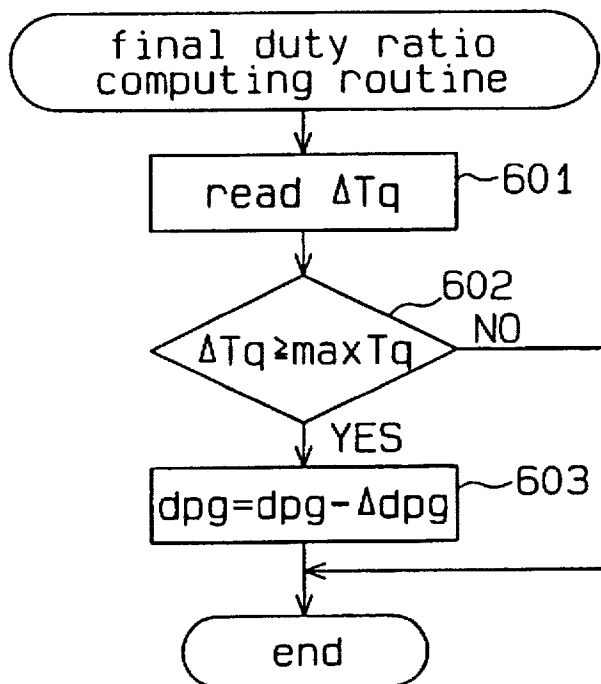 final duty ratio
computing routine
read ΔTq
601
602
ΔTq≧maxTq
NO
YES
dpg=dpg-Δdpg
603
end